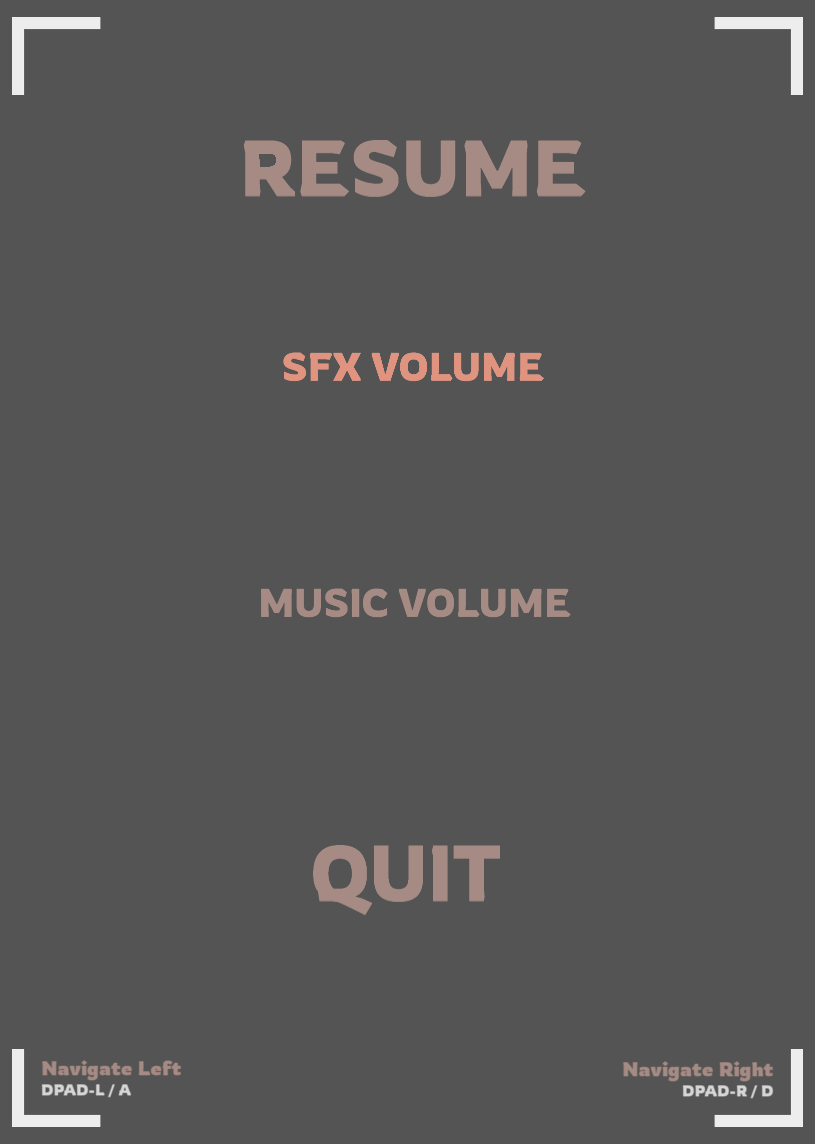 RESUME
SFX VOLUME
MUSIC VOLUME
QUIT
Navigate Left
DPAD-L / A
Navigate Right
DPAD-R / D